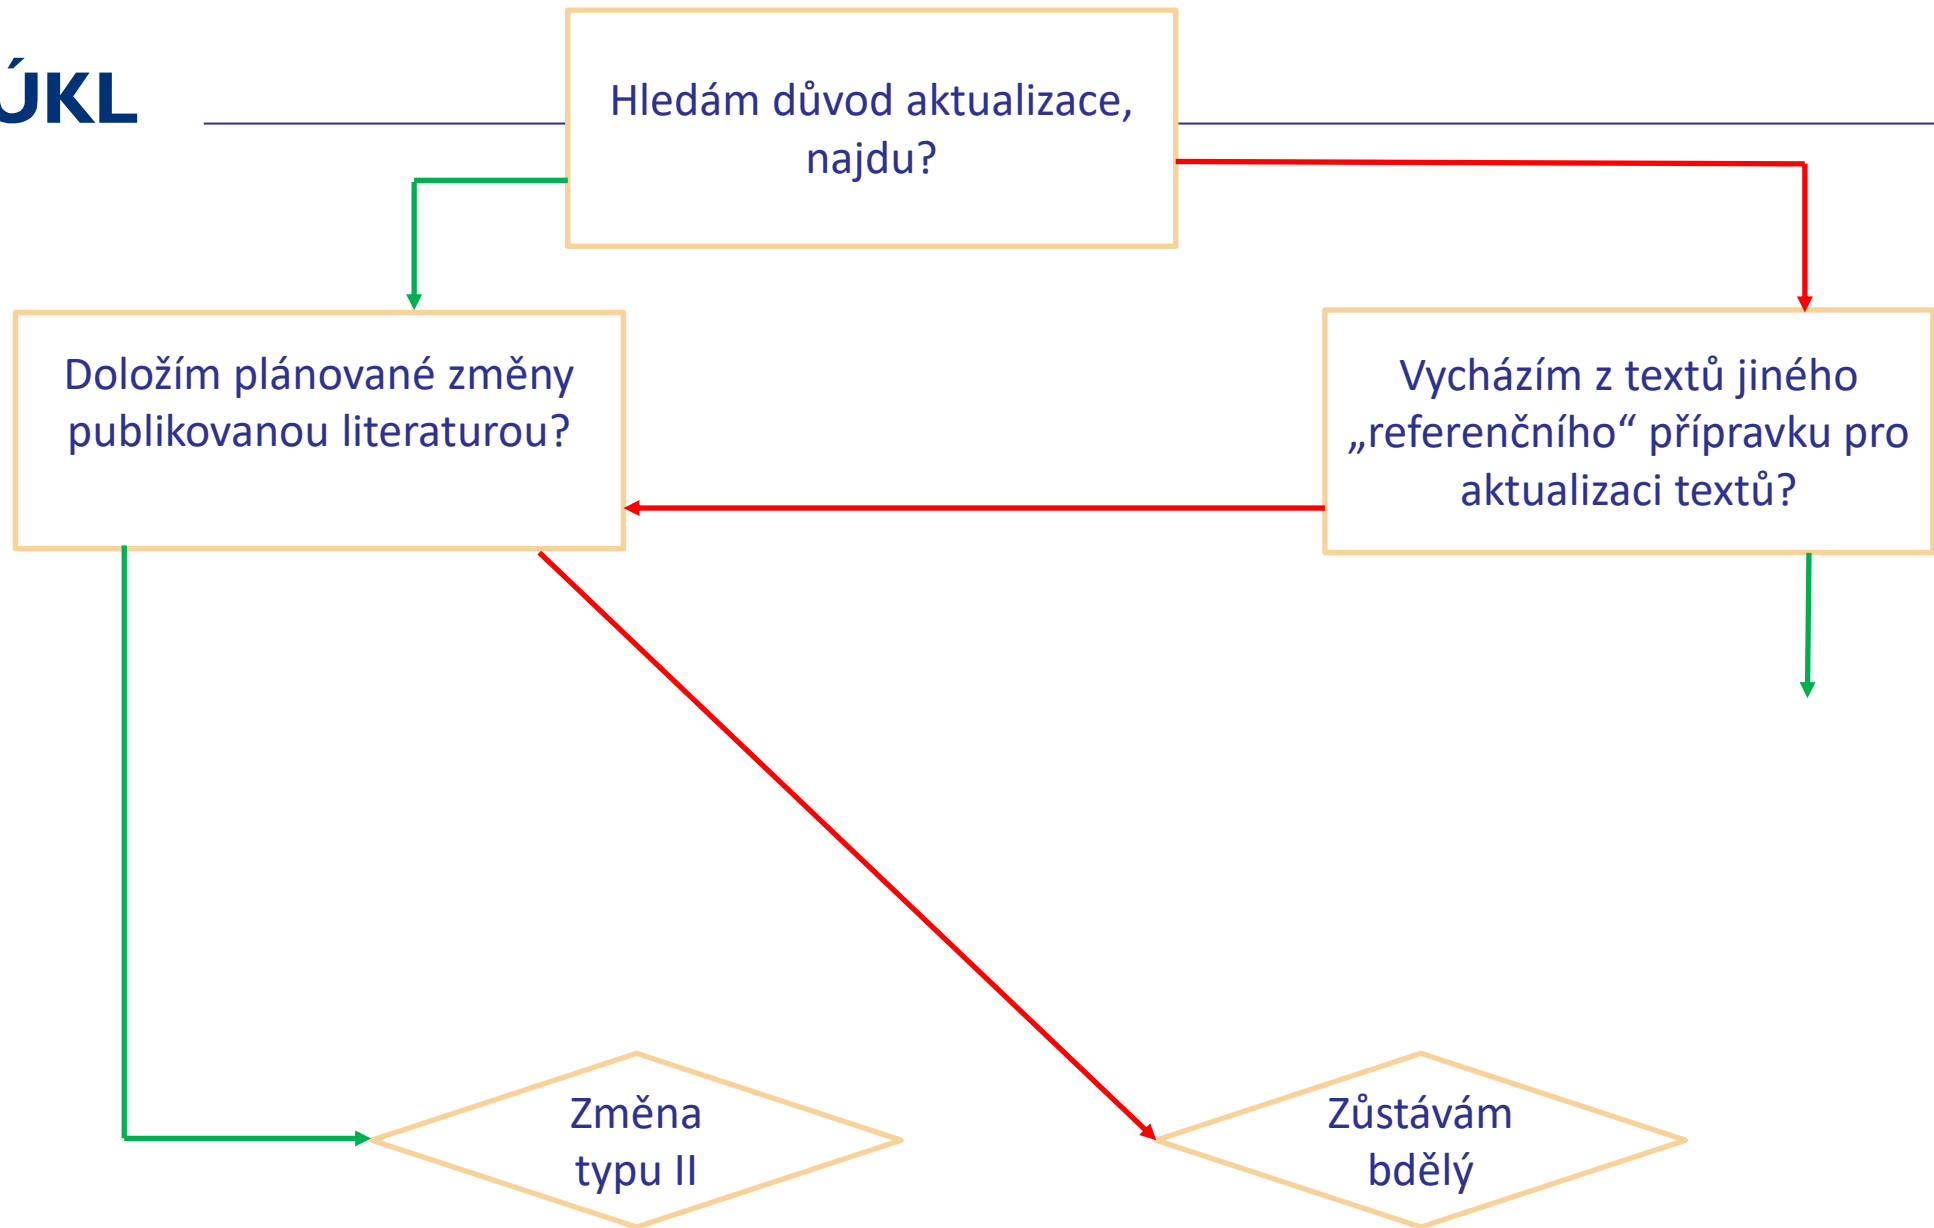 ÚKL
Hledám důvod aktualizace,
najdu?
Doložím plánované změny
publikovanou literaturou?
Vycházím z textů jiného
„referenčního“ přípravku pro
aktualizaci textů?
Změna
typu II
Zůstávám
bdělý